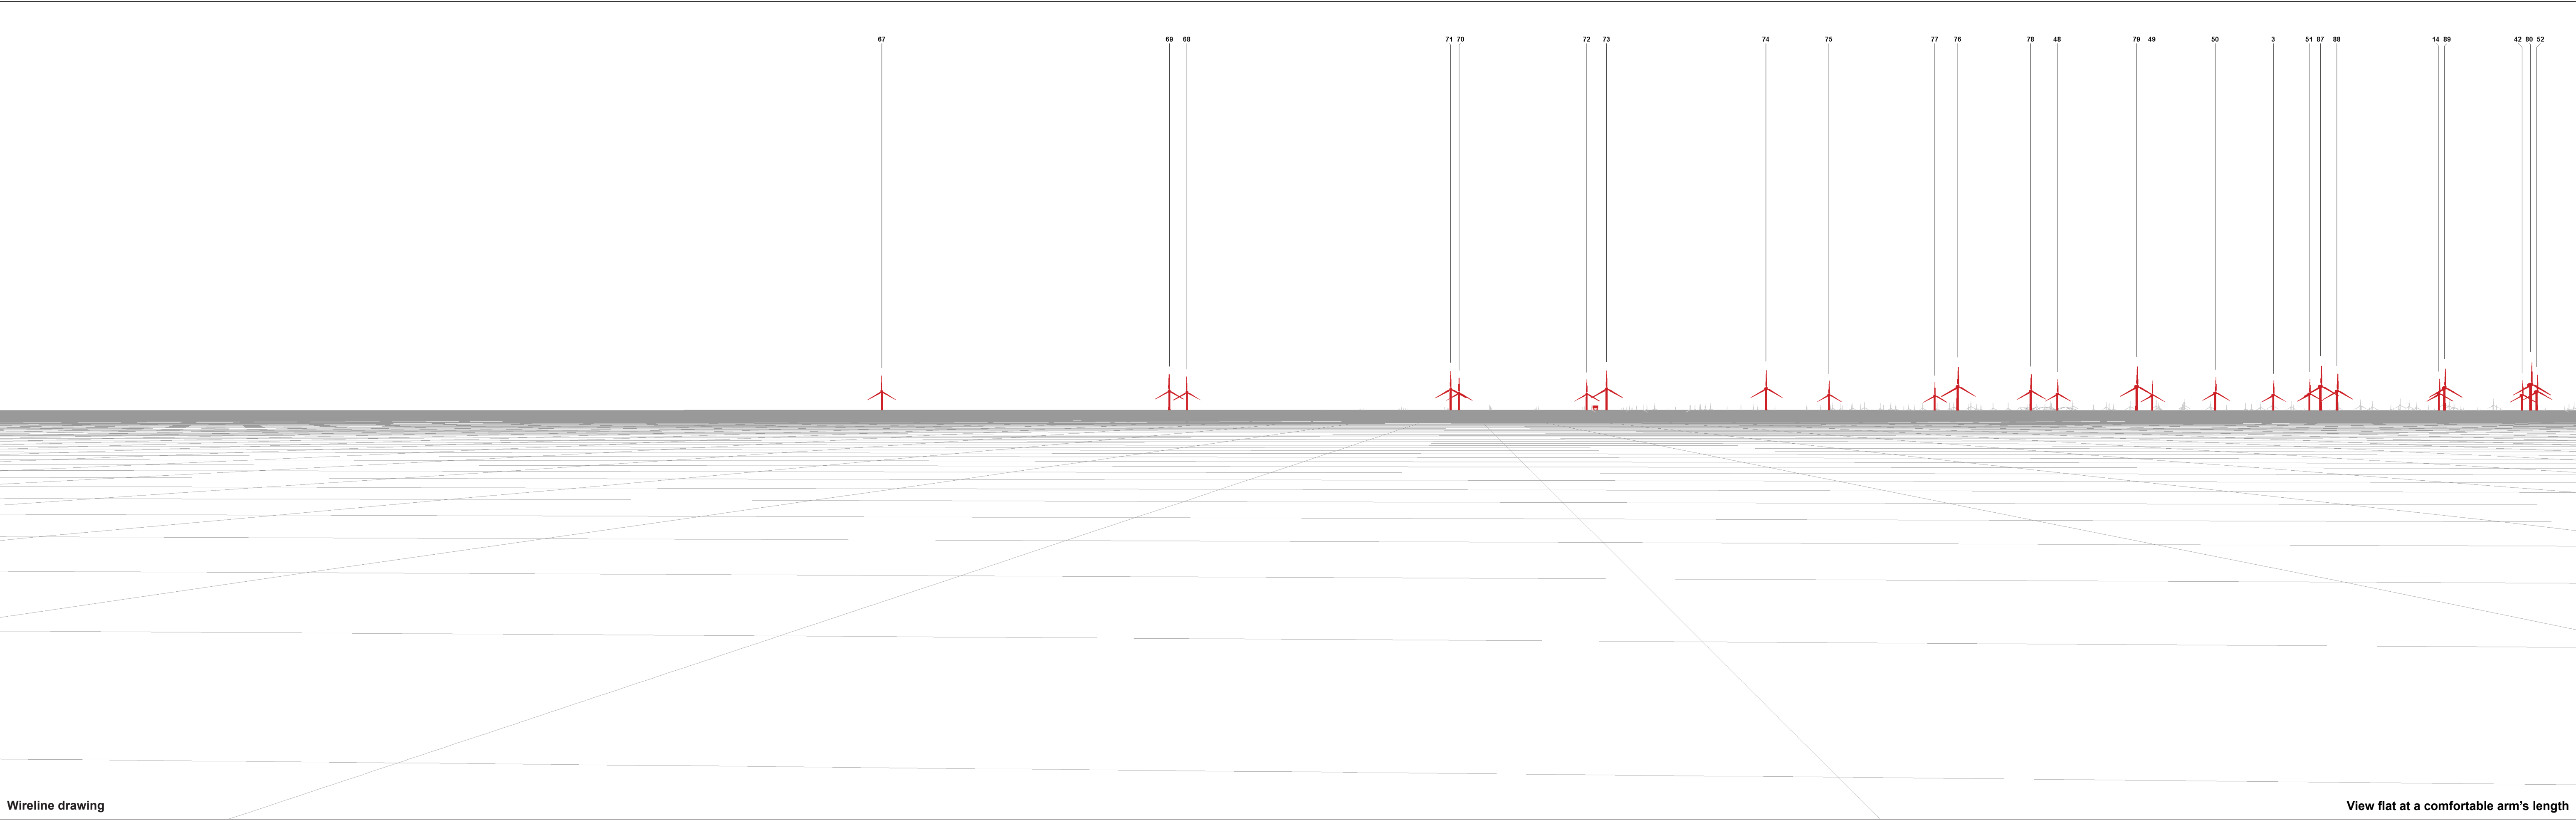 67 69 68 71 70 72 73 74 75 77 76 78 48 79 49 50 3 51 87 88 14 89 42 80 52
Wireline drawing
View flat at a comfortable arm's length